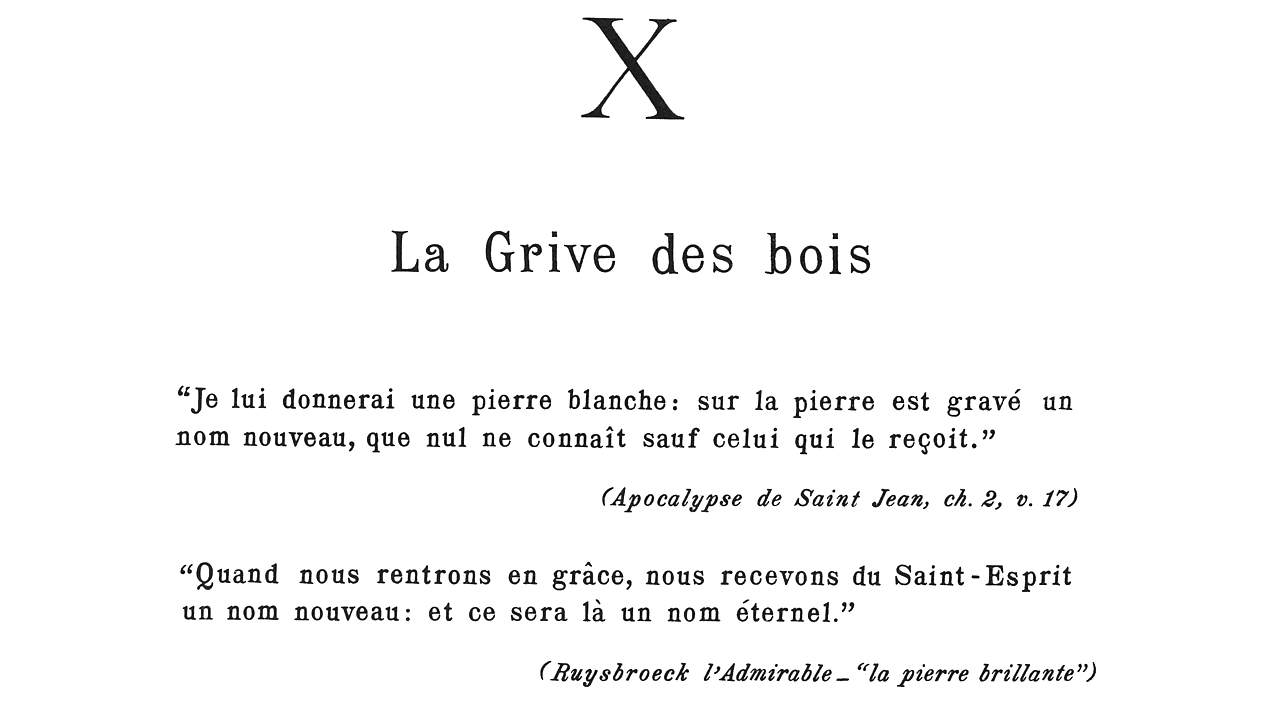 X
La Grive des bois
“Je lui donnerai une pierre blanche: sur la pierre est gravé un
nom nouveau, que nul ne connaît sauf celui qui le reçoit.”
(Apocalypse de Saint Jean, ch. 2, v. 17)
“Quand nous rentrons en grâce, nous recevons du Saint-Esprit
un nom nouveau: et ce sera là un nom éternel.”
(Ruysbroeck l’Admirable _ “la pierre brillante”)